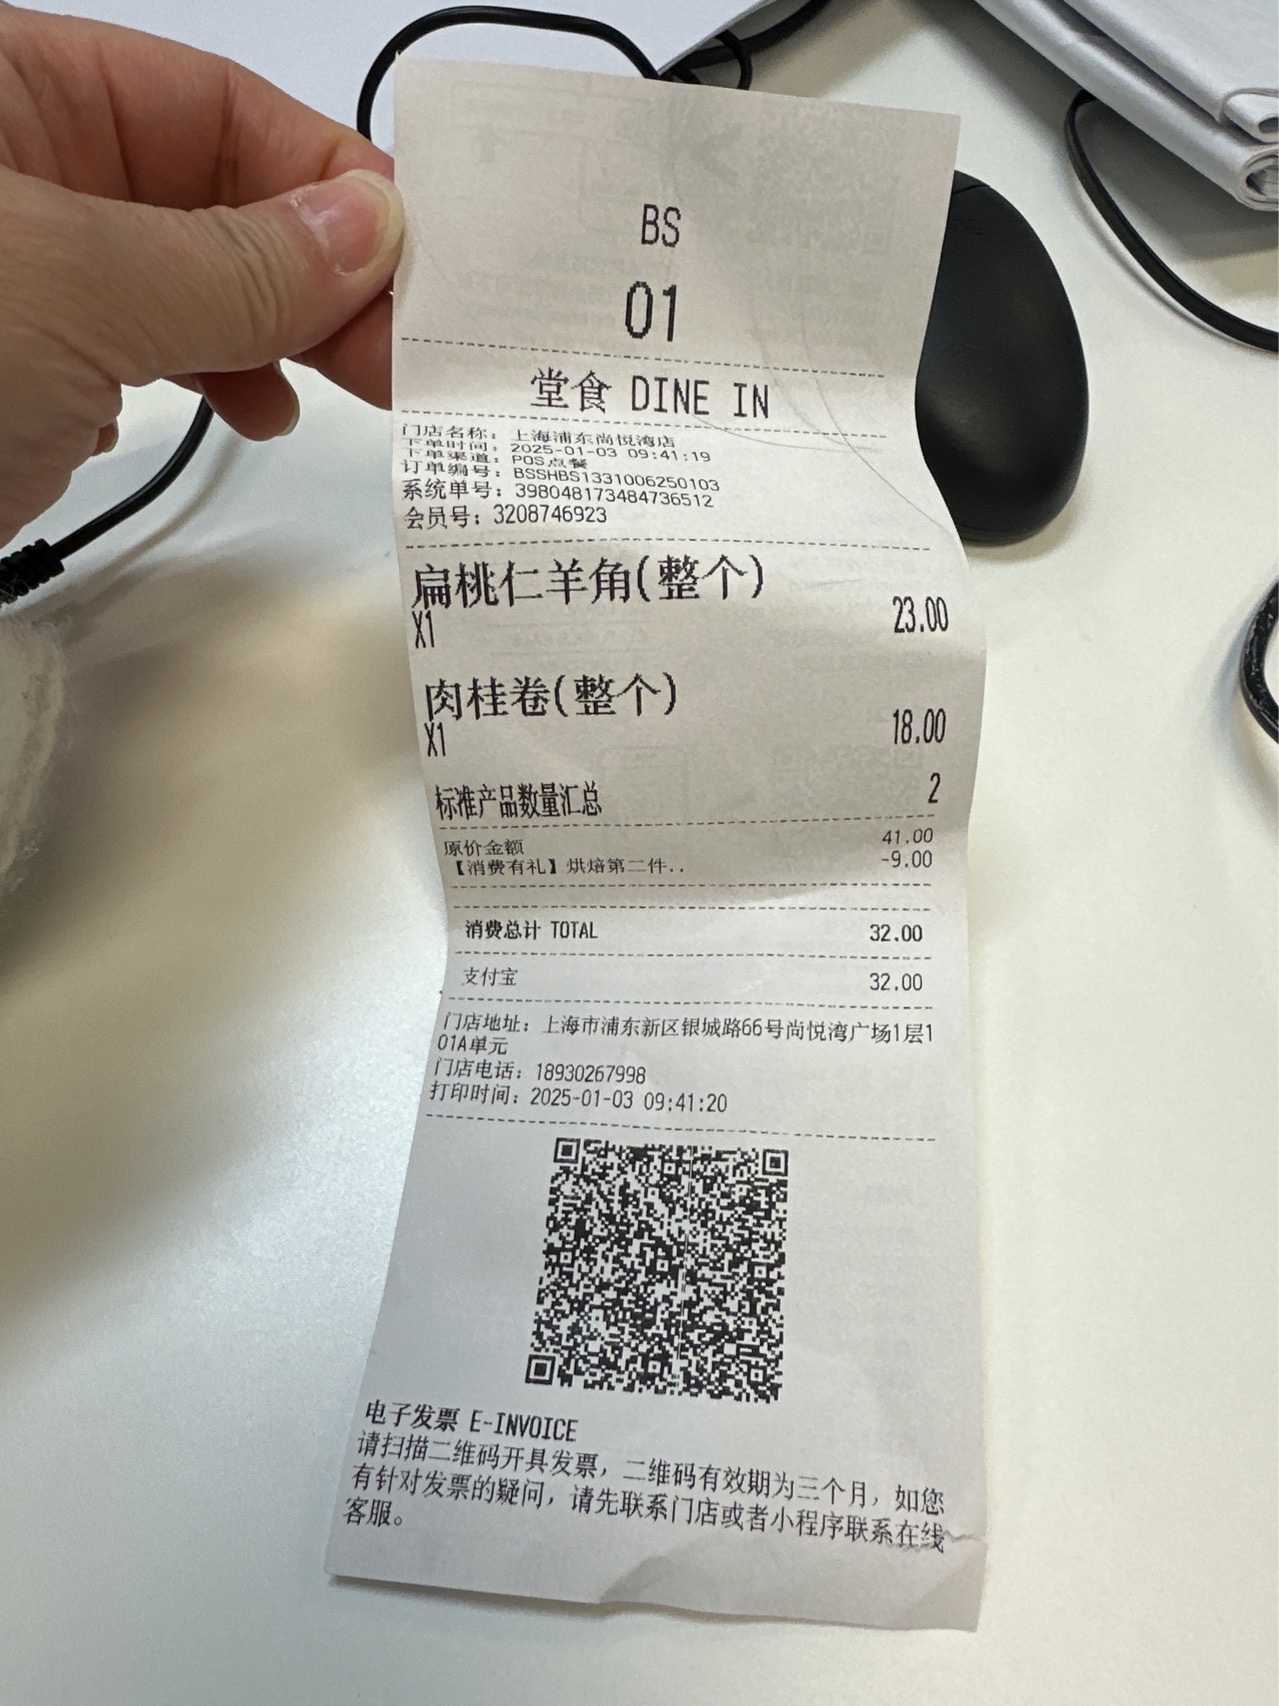 BS
01
堂食 DINE IN
门店名称：上海浦东尚悦湾店
下单时间：2025-01-03 09:41:19
下单渠道：POS点餐
订单编号：BSSHBS1331006250103
系统单号：398048173484736512
会员号：3208746923
扁桃仁羊角(整个)
X1 23.00
肉桂卷(整个)
X1 18.00
标准产品数量汇总 2
原价金额 41.00
【消费有礼】烘焙第二件.. -9.00
消费总计 TOTAL 32.00
支付宝 32.00
门店地址：上海市浦东新区银城路66号尚悦湾广场1层1
01A单元
门店电话：18930267998
打印时间：2025-01-03 09:41:20
电子发票 E-INVOICE
请扫描二维码开具发票，二维码有效期为三个月，如您
有针对发票的疑问，请先联系门店或者小程序联系在线
客服。